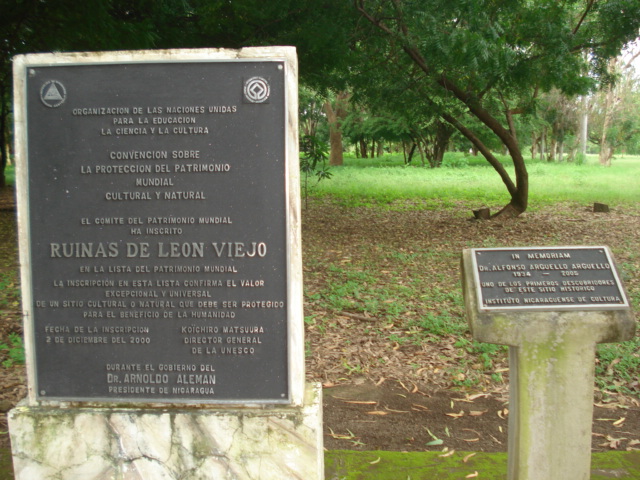 ORGANIZACION DE LAS NACIONES UNIDAS
PARA LA EDUCACION
LA CIENCIA Y LA CULTURA
CONVENCION SOBRE
LA PROTECCION DEL PATRIMONIO
MUNDIAL
CULTURAL Y NATURAL
EL COMITE DEL PATRIMONIO MUNDIAL
HA INSCRITO
RUINAS DE LEON VIEJO
EN LA LISTA DEL PATRIMONIO MUNDIAL
LA INSCRIPCION EN ESTA LISTA CONFIRMA EL VALOR
EXCEPCIONAL Y UNIVERSAL
DE UN SITIO CULTURAL O NATURAL QUE DEBE SER PROTEGIDO
PARA EL BENEFICIO DE LA HUMANIDAD
FECHA DE LA INSCRIPCION KOICHIRO MATSUURA
2 DE DICIEMBRE DEL 2000 DIRECTOR GENERAL
DE LA UNESCO
DURANTE EL GOBIERNO DEL
DR. ARNOLDO ALEMAN
PRESIDENTE DE NICARAGUA
IN MEMORIAM
DR. ALFONSO ARGUELLO ARGUELLO
UNO DE LOS PRIMEROS DESCUBRIDORES
DE ESTE SITIO HISTORICO
INSTITUTO NICARAGUENSE DE CULTURA